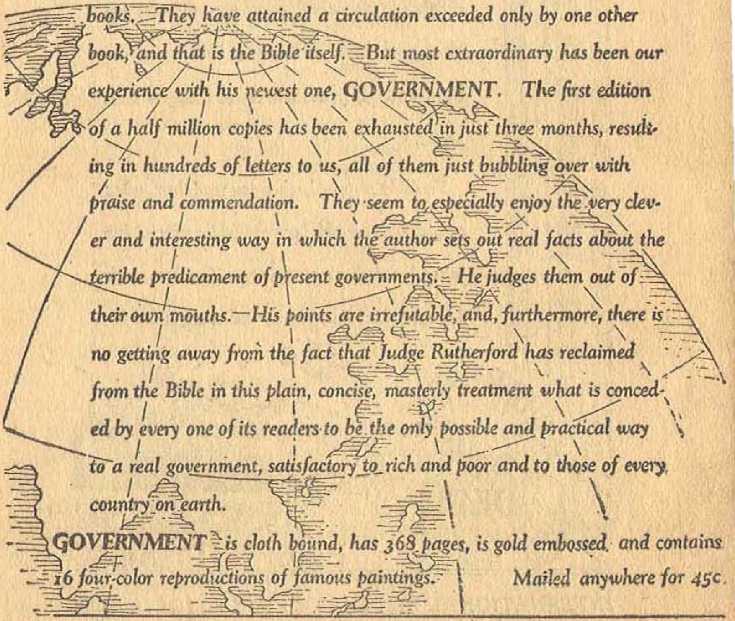 books. They have attained a circulation exceeded only by one other
book, and that is the Bible itself. But most extraordinary has been our
experience with his newest one, GOVERNMENT. The first edition
of a half million copies has been exhausted in just three months, result-
ing in hundreds of letters to us, all of them just bubbling over with
praise and commendation. They seem to especially enjoy the very clev-
er and interesting way in which the author sets out real facts about the
terrible predicament of present governments. He judges them out of
their own mouths. His points are irrefutable, and, furthermore, there is
no getting away from the fact that Judge Rutherford has reclaimed
from the Bible in this plain, concise, masterly treatment what is conced-
ed by every one of its readers to be the only possible and practical way
to a real government, satisfactory to rich and poor and to those of every
country on earth.
GOVERNMENT is cloth bound, has 368 pages, is gold embossed and contains
16 four-color reproductions of famous paintings. Mailed anywhere for 45c.